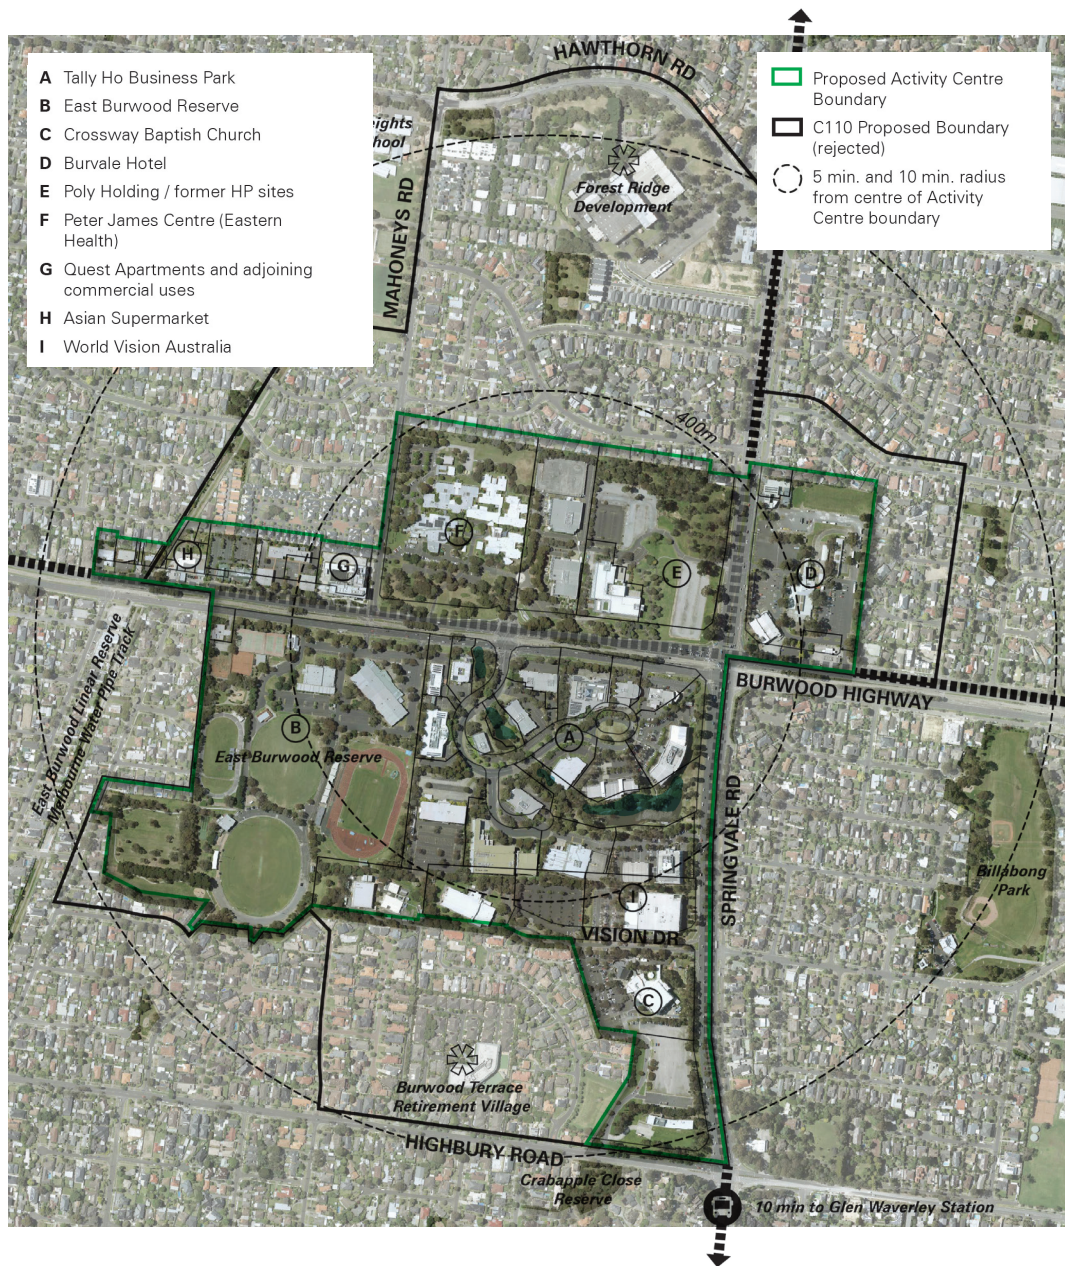 A Tally Ho Business Park
B East Burwood Reserve
C Crossway Baptish Church
D Burvale Hotel
E Poly Holding / former HP sites
F Peter James Centre (Eastern
Health)
G Quest Apartments and adjoining
commercial uses
H Asian Supermarket
I World Vision Australia
Proposed Activity Centre
Boundary
C110 Proposed Boundary
(rejected)
5 min. and 10 min. radius
from centre of Activity
Centre boundary
HAWTHORN RD
eights
hool
MAHONEYS RD
Forest Ridge
Development
400m
F
H
G
E
D
East Burwood Linear Reserve
Melbourne Water Pipe Track
BURWOOD HIGHWAY
B
East Burwood Reserve
A
SPRINGVALE RD
Billabong
Park
I
VISION DR
C
Burwood Terrace
Retirement Village
HIGHBURY ROAD
Crabapple Close
Reserve
10 min to Glen Waverley Station